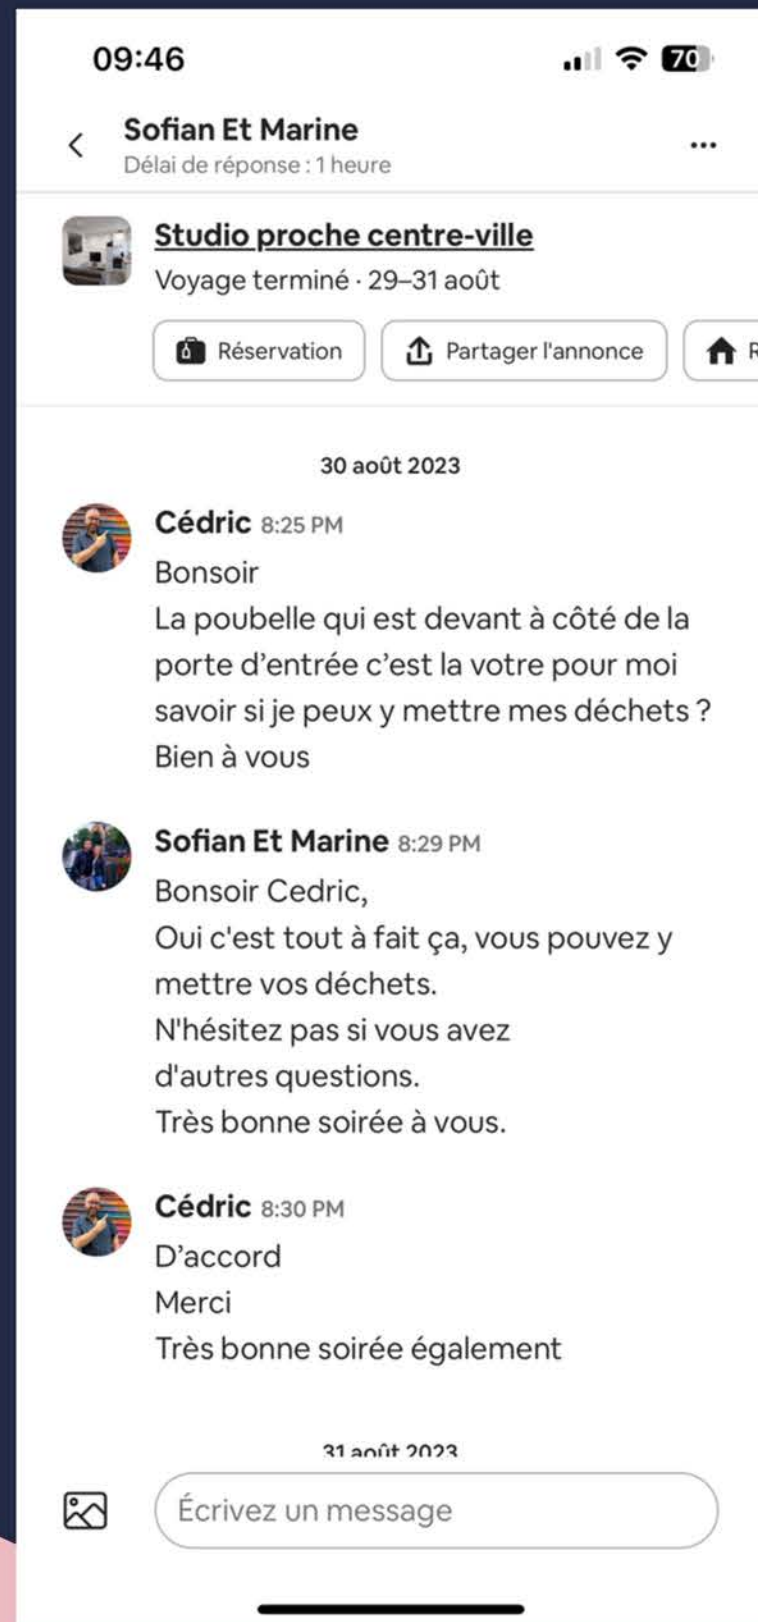 09:46
70
Sofian Et Marine
Délai de réponse : 1 heure
Studio proche centre-ville
Voyage terminé · 29–31 août
Réservation
Partager l'annonce
R
30 août 2023
Cédric 8:25 PM
Bonsoir
La poubelle qui est devant à côté de la
porte d’entrée c’est la votre pour moi
savoir si je peux y mettre mes déchets ?
Bien à vous
Sofian Et Marine 8:29 PM
Bonsoir Cedric,
Oui c'est tout à fait ça, vous pouvez y
mettre vos déchets.
N'hésitez pas si vous avez
d'autres questions.
Très bonne soirée à vous.
Cédric 8:30 PM
D’accord
Merci
Très bonne soirée également
31 août 2023
Écrivez un message